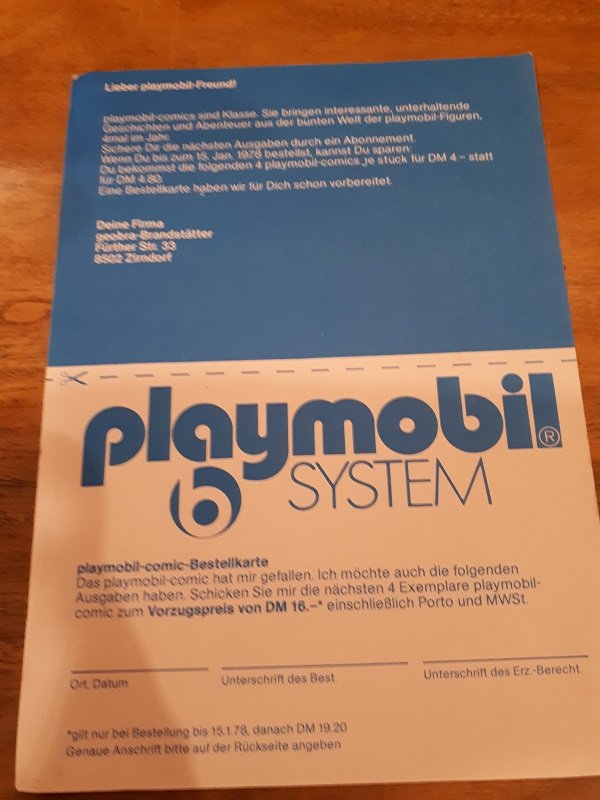 Lieber playmobil-Freund!
playmobil-comics sind Klasse. Sie bringen interessante, unterhaltende
Geschichten und Abenteuer aus der bunten Welt der playmobil-Figuren,
4mal im Jahr.
Sichere Dir die nächsten Ausgaben durch ein Abonnement.
Wenn Du bis zum 15. Jan. 1978 bestellst, kannst Du sparen:
Du bekommst die folgenden 4 playmobil-comics je stück für DM 4.– statt
für DM 4.80.
Eine Bestellkarte haben wir für Dich schon vorbereitet.
Deine Firma
geobra-Brandstätter
Fürther Str. 33
8502 Zirndorf
playmobil®
SYSTEM
playmobil-comic-Bestellkarte
Das playmobil-comic hat mir gefallen. Ich möchte auch die folgenden
Ausgaben haben. Schicken Sie mir die nächsten 4 Exemplare playmobil-
comic zum Vorzugspreis von DM 16.–* einschließlich Porto und MWSt.
Ort, Datum
Unterschrift des Best.
Unterschrift des Erz.-Berecht.
*gilt nur bei Bestellung bis 15.1.78, danach DM 19.20
Genaue Anschrift bitte auf der Rückseite angeben